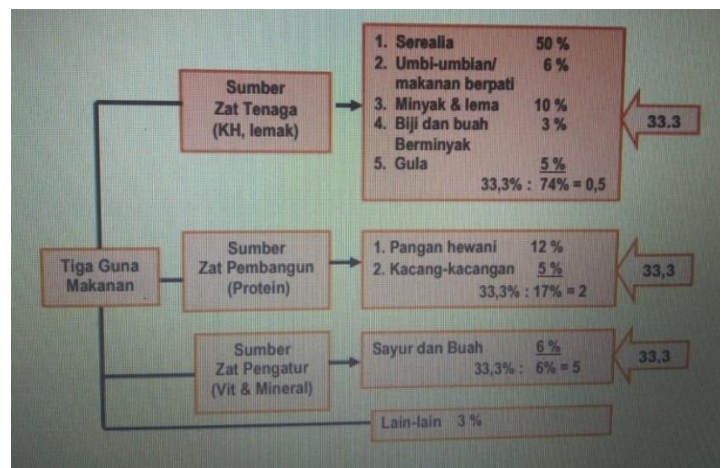 Tiga Guna
Makanan
Sumber
Zat Tenaga
(KH, lemak)
1. Serealia 50 %
2. Umbi-umbian/ 6 %
makanan berpati
3. Minyak & lema 10 %
4. Biji dan buah 3 %
Berminyak
5. Gula 5 %
33,3% : 74% = 0,5
33.3
Sumber
Zat Pembangun
(Protein)
1. Pangan hewani 12 %
2. Kacang-kacangan 5 %
33,3% : 17% = 2
33,3
Sumber
Zat Pengatur
(Vit & Mineral)
Sayur dan Buah 6 %
33,3% : 6% = 5
33.3
Lain-lain 3 %